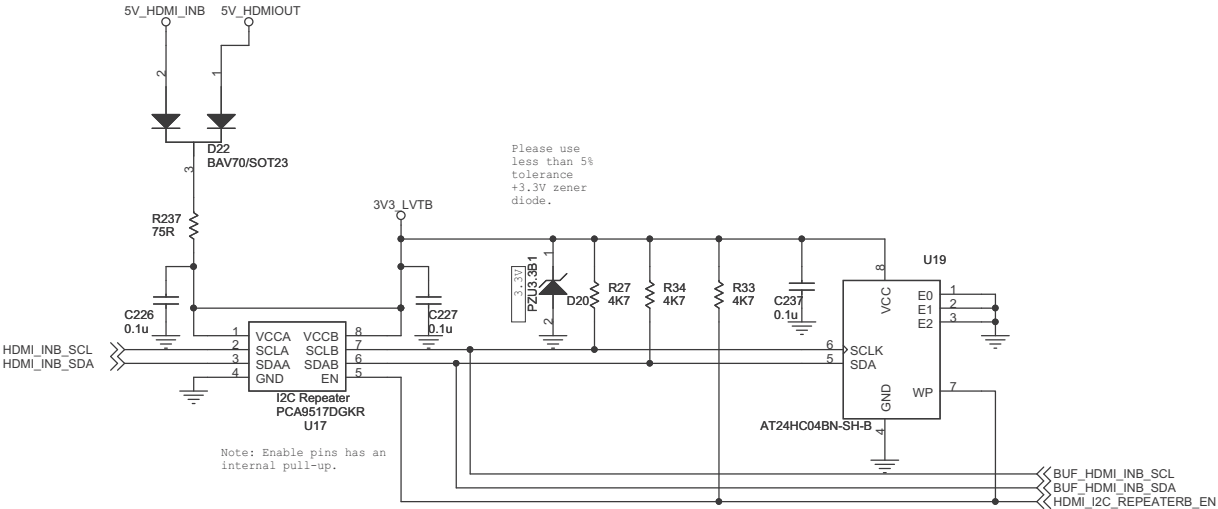 5V_HDMI_INB 5V_HDMIOUT
2
1
D22
BAV70/SOT23
3
Please use
less than 5%
tolerance
+3.3V zener
diode.
R237
75R
3V3_LVTB
U19
C226
0.1u
C227
0.1u
3.3V
PZU3.3B1
1
2
D20
R27
4K7
R34
4K7
R33
4K7
C237
0.1u
8
VCC
E0 1
E1 2
E2 3
1 VCCA VCCB 8
HDMI_INB_SCL 2 SCLA SCLB 7
HDMI_INB_SDA 3 SDAA SDAB 6
4 GND EN 5
6 SCLK
5 SDA
GND
4
WP 7
I2C Repeater
PCA9517DGKR
U17
AT24HC04BN-SH-B
Note: Enable pins has an
internal pull-up.
BUF_HDMI_INB_SCL
BUF_HDMI_INB_SDA
HDMI_I2C_REPEATERB_EN